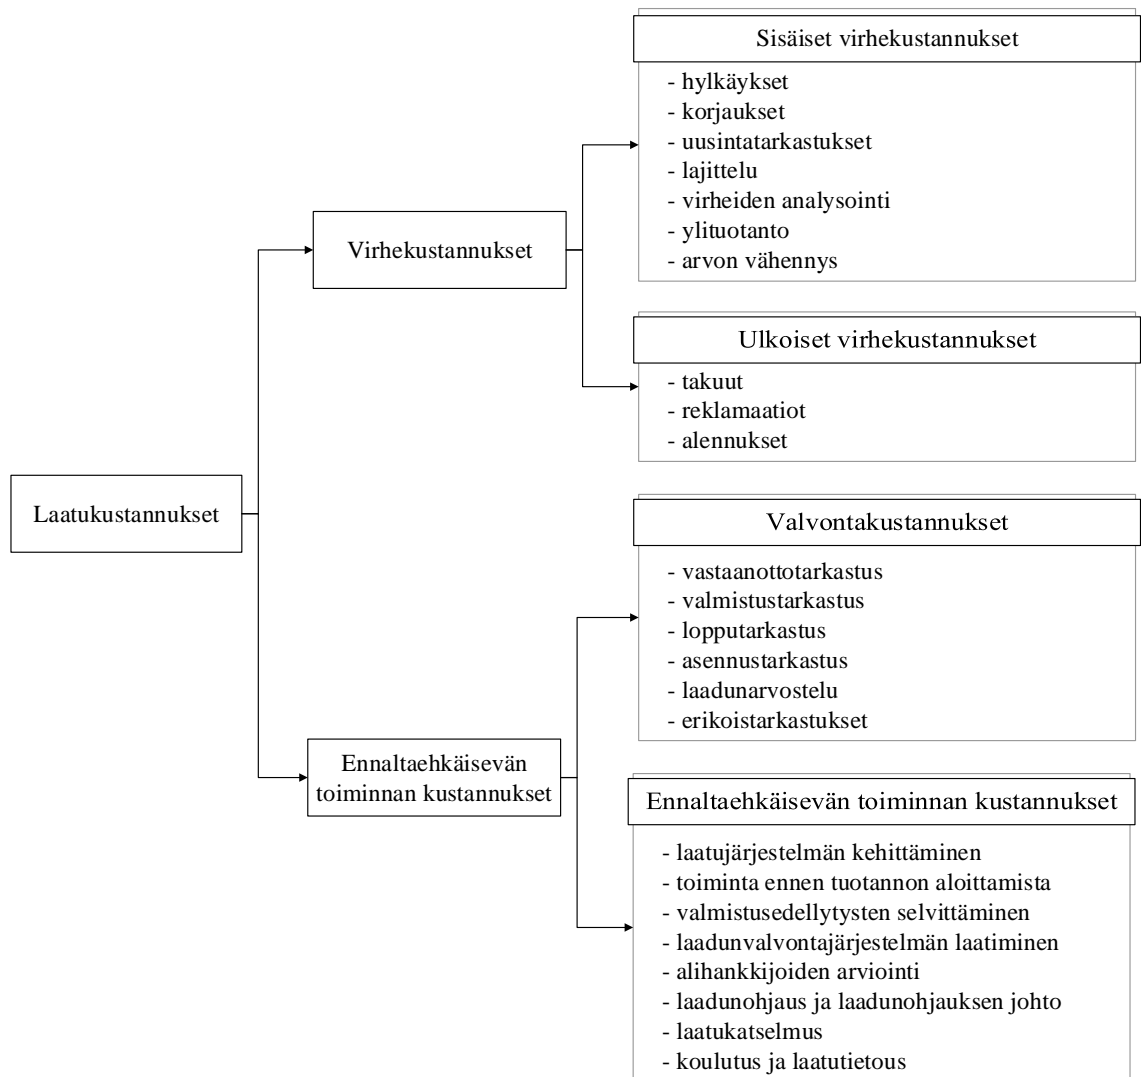 Laatukustannukset
Virhekustannukset
Sisäiset virhekustannukset
- hylkäykset
- korjaukset
- uusintatarkastukset
- lajittelu
- virheiden analysointi
- ylituotanto
- arvon vähennys
Ulkoiset virhekustannukset
- takuut
- reklamaatiot
- alennukset
Ennaltaehkäisevän
toiminnan kustannukset
Valvontakustannukset
- vastaanottotarkastus
- valmistustarkastus
- lopputarkastus
- asennustarkastus
- laadunarvostelu
- erikoistarkastukset
Ennaltaehkäisevän toiminnan kustannukset
- laatujärjestelmän kehittäminen
- toiminta ennen tuotannon aloittamista
- valmistusedellytysten selvittäminen
- laadunvalvontajärjestelmän laatiminen
- alihankkijoiden arviointi
- laadunohjaus ja laadunohjauksen johto
- laatukatselmus
- koulutus ja laatutietous